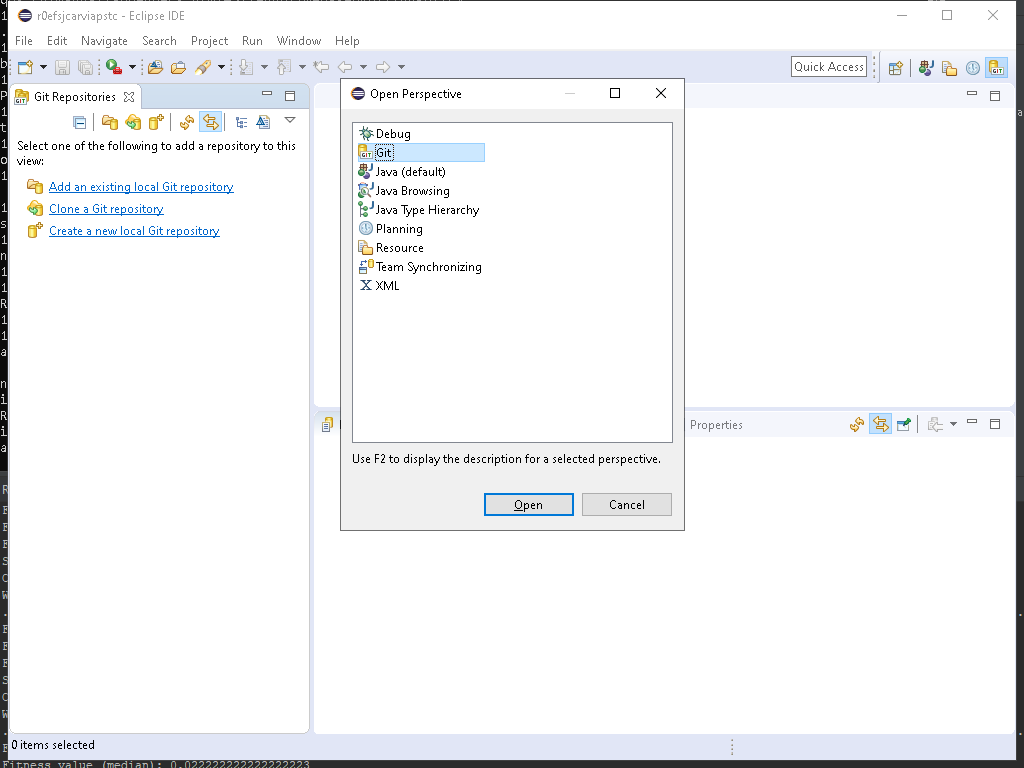 r0efsjcarviapstc - Eclipse IDE
File Edit Navigate Search Project Run Window Help
Quick Access
Git Repositories
Select one of the following to add a repository to this
view:
Add an existing local Git repository
Clone a Git repository
Create a new local Git repository
Open Perspective
Debug
Git
Java (default)
Java Browsing
Java Type Hierarchy
Planning
Resource
Team Synchronizing
XML
Use F2 to display the description for a selected perspective.
Open Cancel
Properties
0 items selected
Fitness value (median): 0.022222222222222223